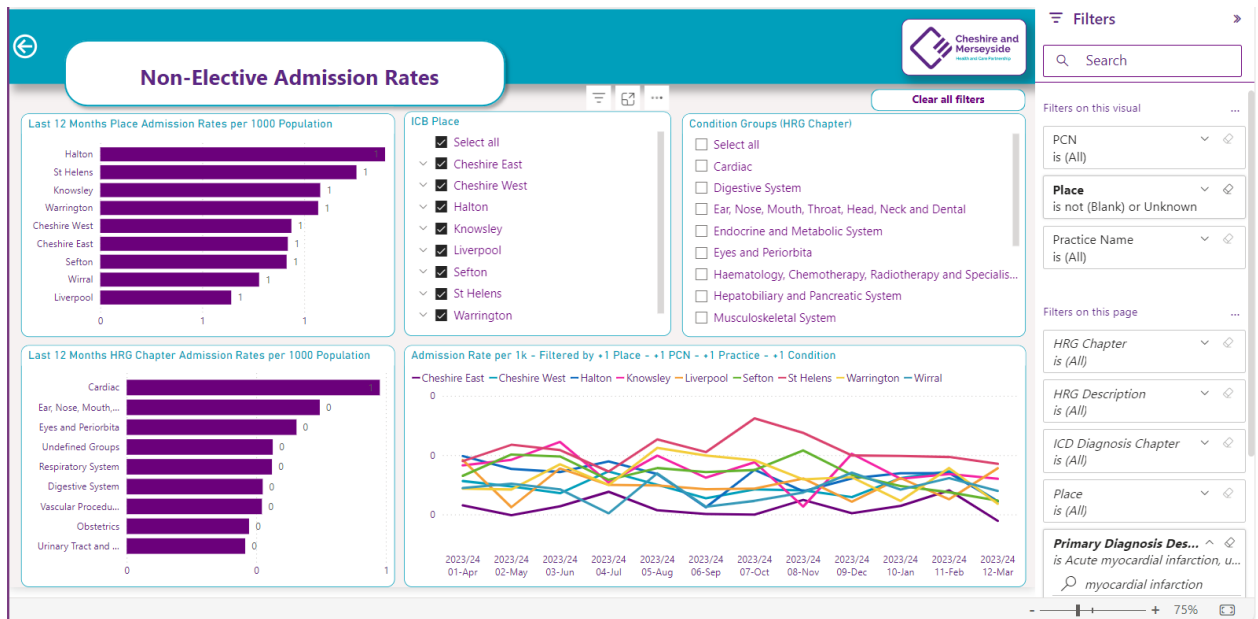 Non-Elective Admission Rates
Cheshire and
Merseyside
Health and Care Partnership
Clear all filters
Last 12 Months Place Admission Rates per 1000 Population
Halton 1
St Helens 1
Knowsley 1
Warrington 1
Cheshire West 1
Cheshire East 1
Sefton 1
Wirral 1
Liverpool 1
0 1 1
ICB Place
Select all
Cheshire East
Cheshire West
Halton
Knowsley
Liverpool
Sefton
St Helens
Warrington
Condition Groups (HRG Chapter)
Select all
Cardiac
Digestive System
Ear, Nose, Mouth, Throat, Head, Neck and Dental
Endocrine and Metabolic System
Eyes and Periorbita
Haematology, Chemotherapy, Radiotherapy and Specialis...
Hepatobiliary and Pancreatic System
Musculoskeletal System
Last 12 Months HRG Chapter Admission Rates per 1000 Population
Cardiac 1
Ear, Nose, Mouth,... 0
Eyes and Periorbita 0
Undefined Groups 0
Respiratory System 0
Digestive System 0
Vascular Procedu... 0
Obstetrics 0
Urinary Tract and ... 0
0 0 1
Admission Rate per 1k - Filtered by +1 Place - +1 PCN - +1 Practice - +1 Condition
Cheshire East Cheshire West Halton Knowsley Liverpool Sefton St Helens Warrington Wirral
0
0
0
2023/24 2023/24 2023/24 2023/24 2023/24 2023/24 2023/24 2023/24 2023/24 2023/24 2023/24 2023/24
01-Apr 02-May 03-Jun 04-Jul 05-Aug 06-Sep 07-Oct 08-Nov 09-Dec 10-Jan 11-Feb 12-Mar
Filters
Search
Filters on this visual ...
PCN
is (All)
Place
is not (Blank) or Unknown
Practice Name
is (All)
Filters on this page ...
HRG Chapter
is (All)
HRG Description
is (All)
ICD Diagnosis Chapter
is (All)
Place
is (All)
Primary Diagnosis Des...
is Acute myocardial infarction, u...
myocardial infarction
- + 75%